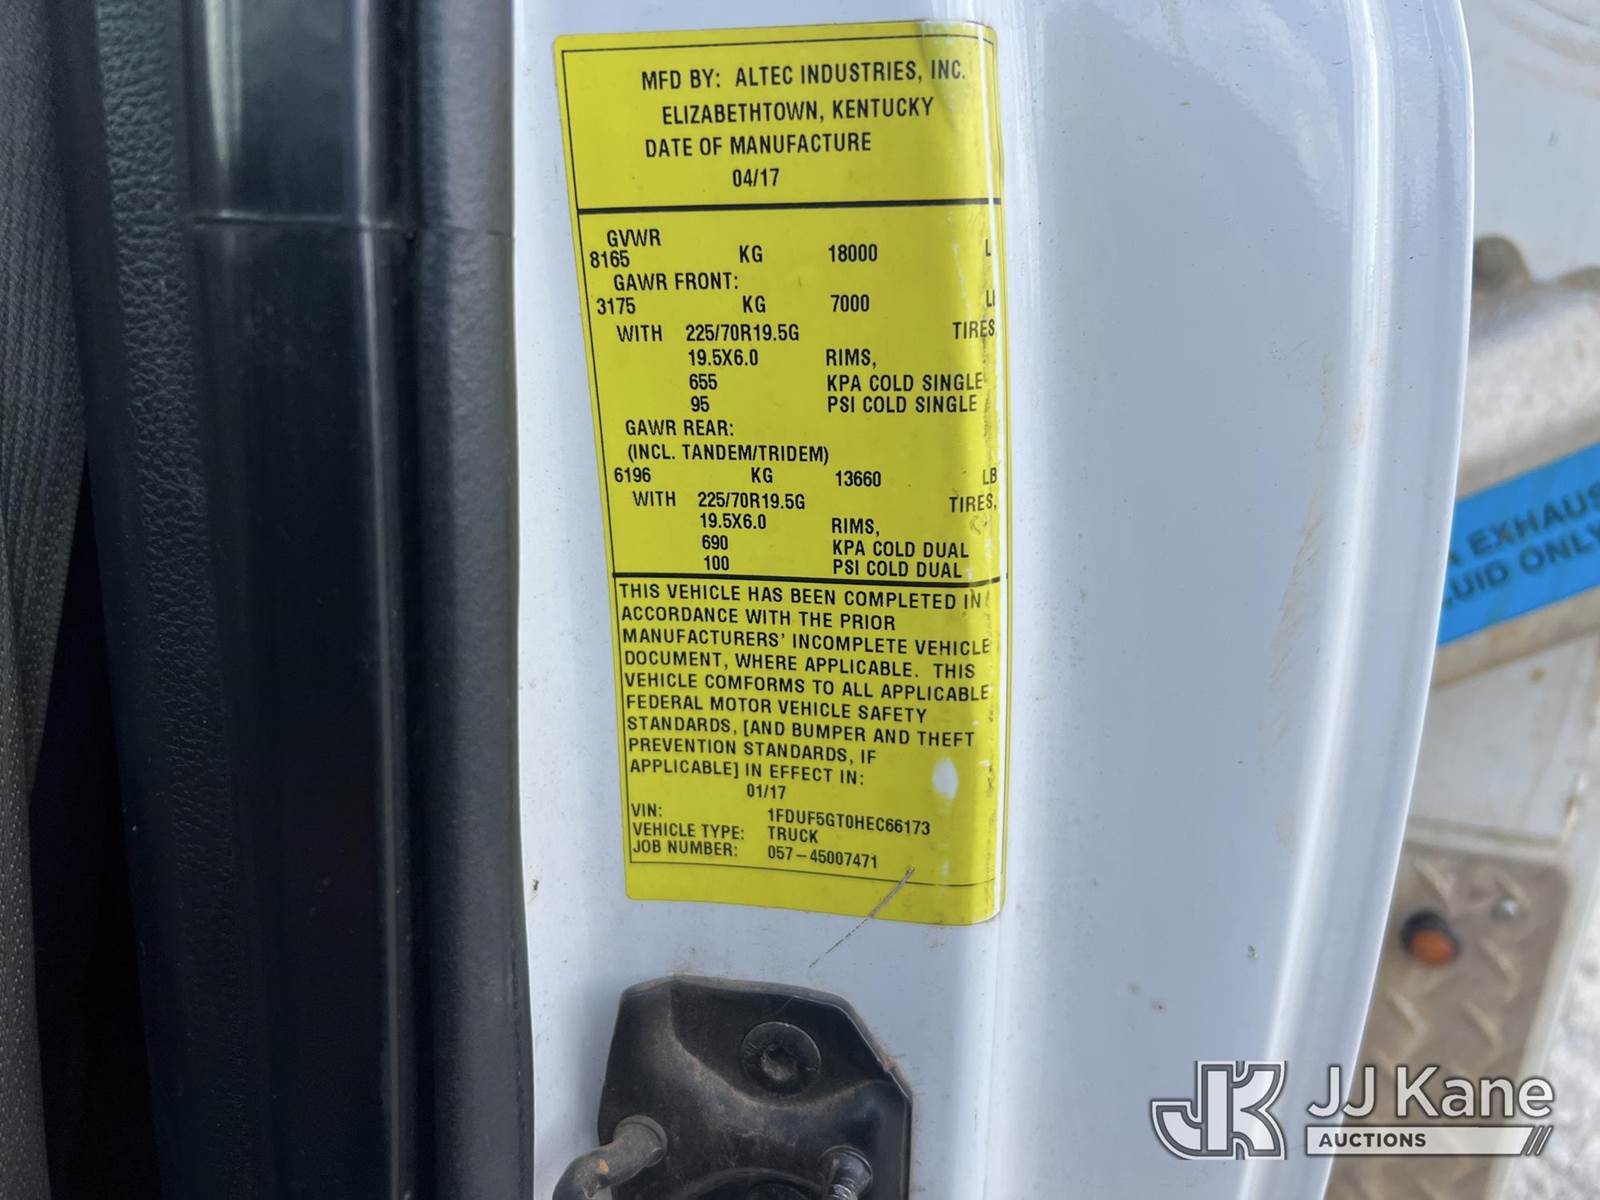 MFD BY: ALTEC INDUSTRIES, INC.
ELIZABETHTOWN, KENTUCKY
DATE OF MANUFACTURE
04/17
GVWR
8165 KG 18000 L
GAWR FRONT:
3175 KG 7000 LB
WITH 225/70R19.5G TIRES,
19.5X6.0 RIMS,
655 KPA COLD SINGLE
95 PSI COLD SINGLE
GAWR REAR:
(INCL. TANDEM/TRIDEM)
6196 KG 13660 LB
WITH 225/70R19.5G TIRES,
19.5X6.0 RIMS,
690 KPA COLD DUAL
100 PSI COLD DUAL
THIS VEHICLE HAS BEEN COMPLETED IN
ACCORDANCE WITH THE PRIOR
MANUFACTURERS' INCOMPLETE VEHICLE
DOCUMENT, WHERE APPLICABLE. THIS
VEHICLE COMFORMS TO ALL APPLICABLE
FEDERAL MOTOR VEHICLE SAFETY
STANDARDS, [AND BUMPER AND THEFT
PREVENTION STANDARDS, IF
APPLICABLE] IN EFFECT IN:
01/17
VIN: 1FDUF5GT0HEC66173
VEHICLE TYPE: TRUCK
JOB NUMBER: 057-45007471
EXHAUS
UID ONLY
JK JJ Kane
AUCTIONS